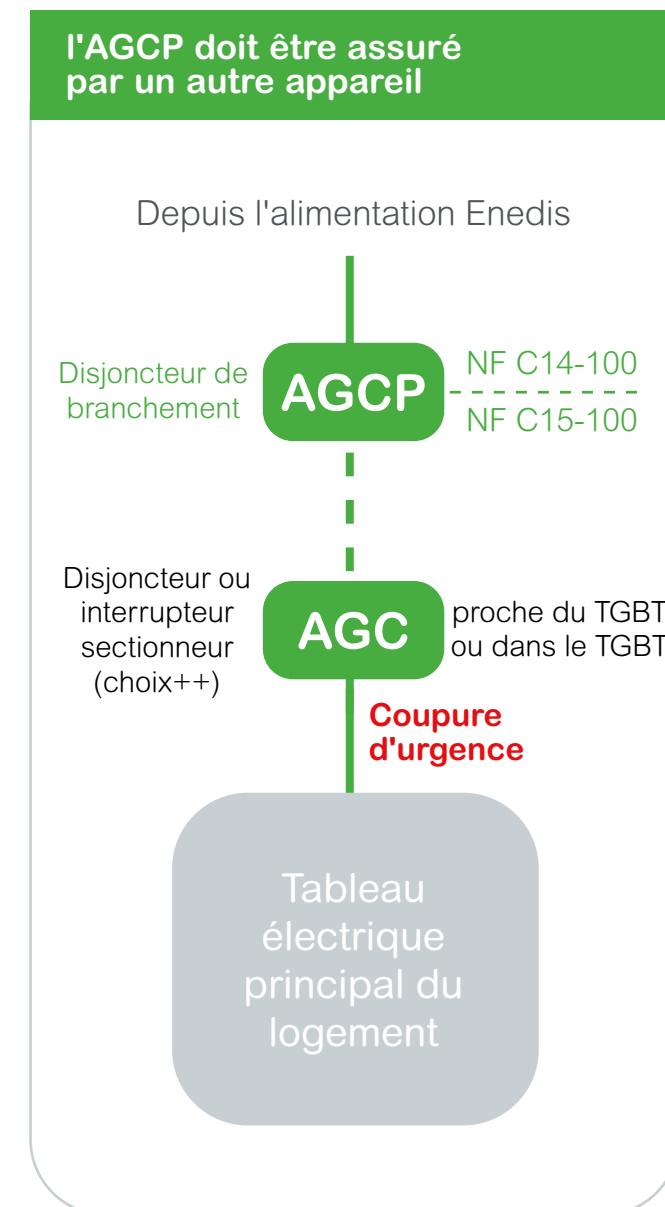 l'AGCP doit être assuré
par un autre appareil
Depuis l'alimentation Enedis
Disjoncteur de
branchement
AGCP
NF C14-100
NF C15-100
Disjoncteur ou
interrupteur
sectionneur
(choix++)
AGC
proche du TGBT
ou dans le TGBT
Coupure
d'urgence
Tableau
électrique
principal du
logement